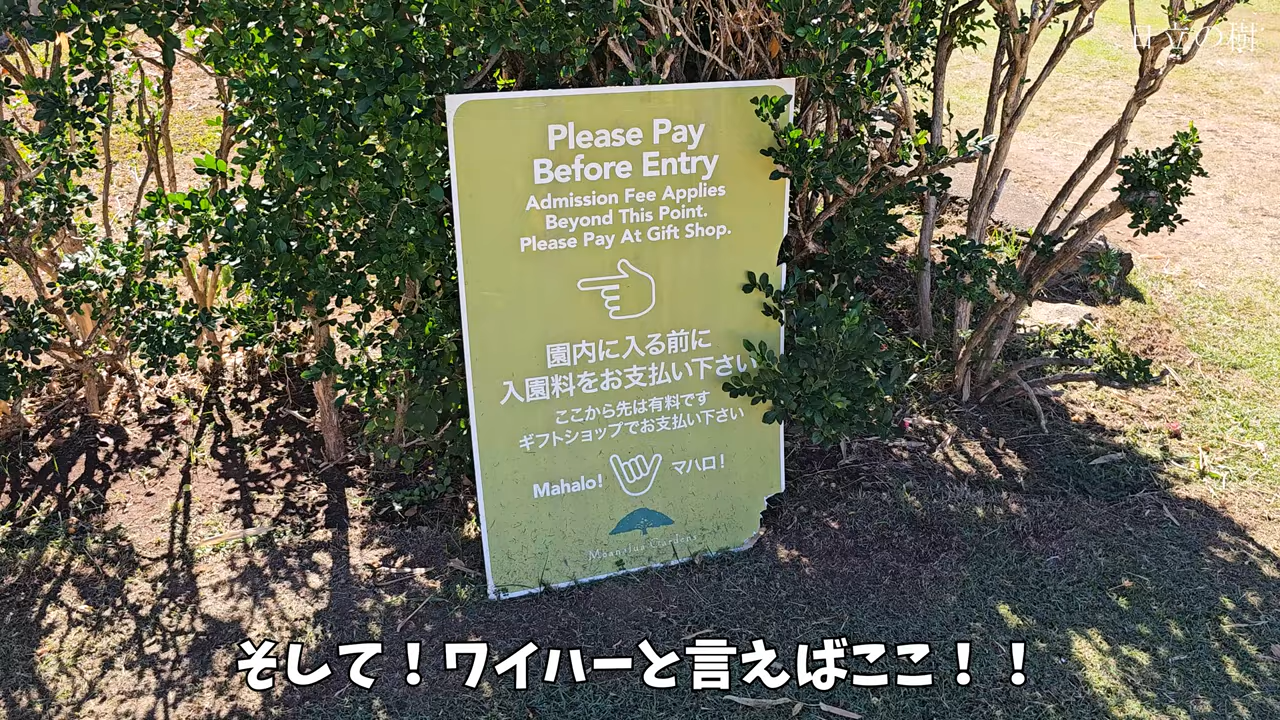 日立の樹
Please Pay
Before Entry
Admission Fee Applies
Beyond This Point.
Please Pay At Gift Shop.
園内に入る前に
入園料をお支払い下さい
ここから先は有料です
ギフトショップでお支払い下さい
Mahalo! マハロ！
Moanalua Gardens
そして！ワイハーと言えばここ！！